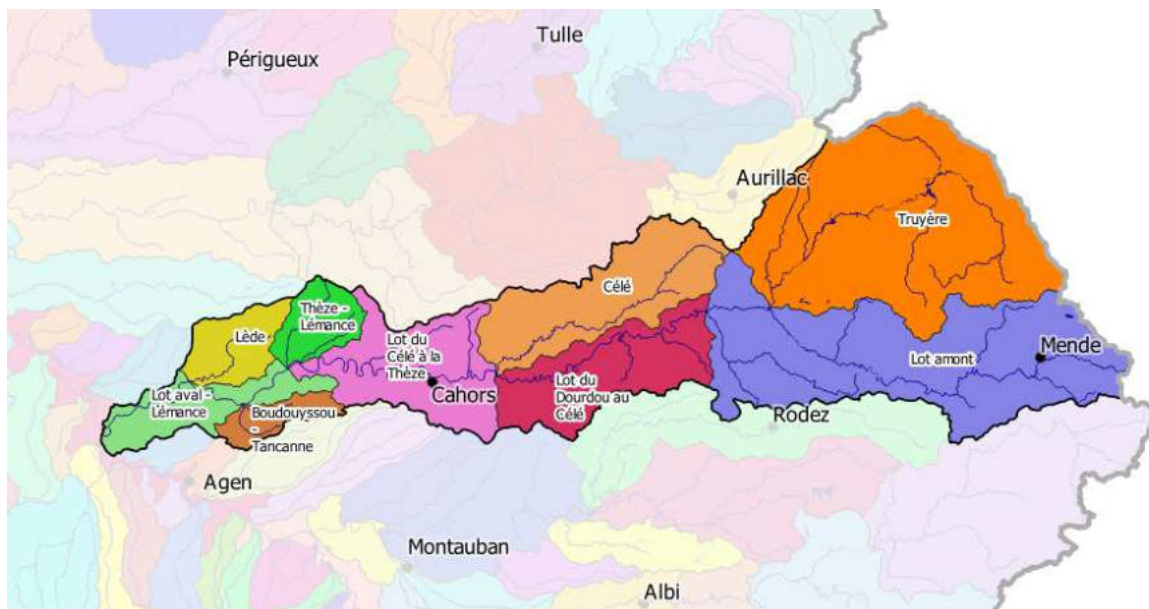 Tulle
Périgueux
Aurillac
Truyère
Célé
Thèze -
Lémance
Lède
Lot du
Célé à la
Thèze
Mende
Lot amont
Lot aval -
Lémance
Cahors
Lot du
Dourdou au
Célé
Boudouyssou
-
Tancanne
Rodez
Agen
Montauban
Albi